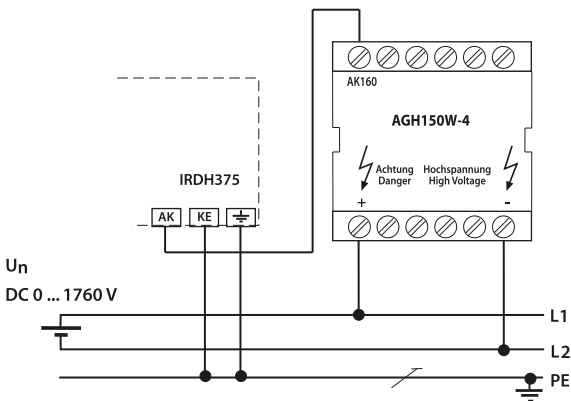 AK160
AGH150W-4
IRDH375
Achtung Hochspannung
Danger High Voltage
+ -
AK KE
Un
DC 0 ... 1760 V
L1
L2
PE